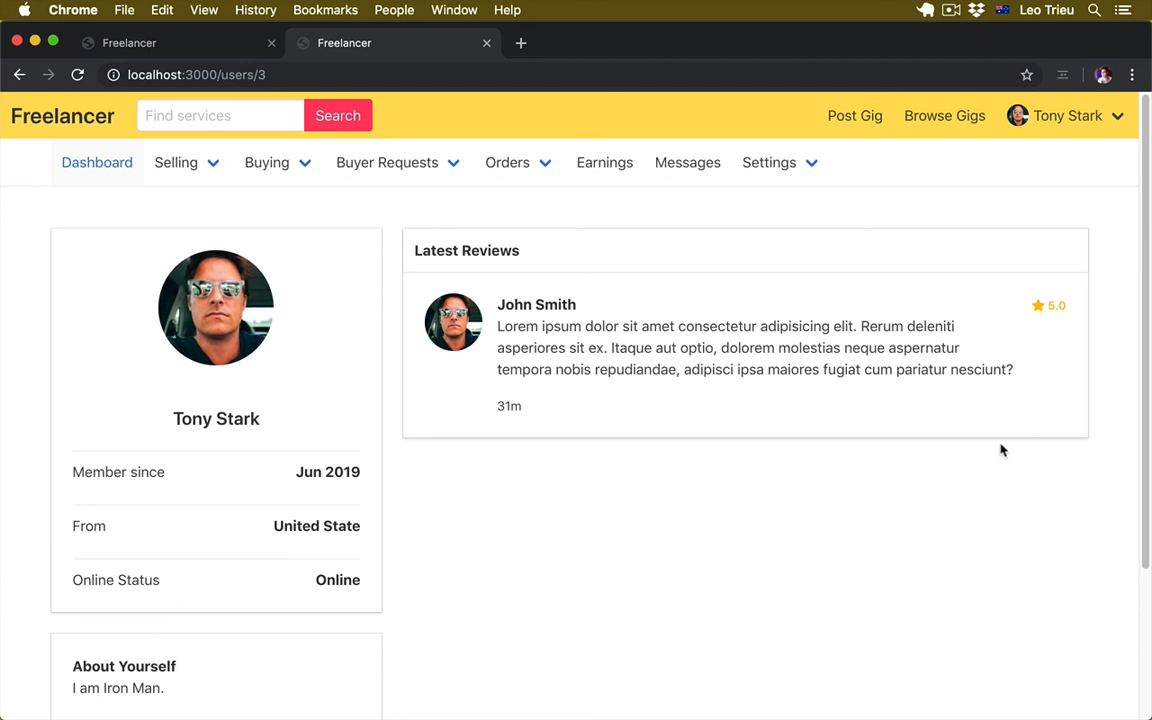 Chrome File Edit View History Bookmarks People Window Help Leo Trieu
Freelancer Freelancer
localhost:3000/users/3
Freelancer Find services Search Post Gig Browse Gigs Tony Stark
Dashboard Selling Buying Buyer Requests Orders Earnings Messages Settings
Latest Reviews
John Smith 5.0
Lorem ipsum dolor sit amet consectetur adipisicing elit. Rerum deleniti
asperiores sit ex. Itaque aut optio, dolorem molestias neque aspernatur
tempora nobis repudiandae, adipisci ipsa maiores fugiat cum pariatur nesciunt?
31m
Tony Stark
Member since Jun 2019
From United State
Online Status Online
About Yourself
I am Iron Man.